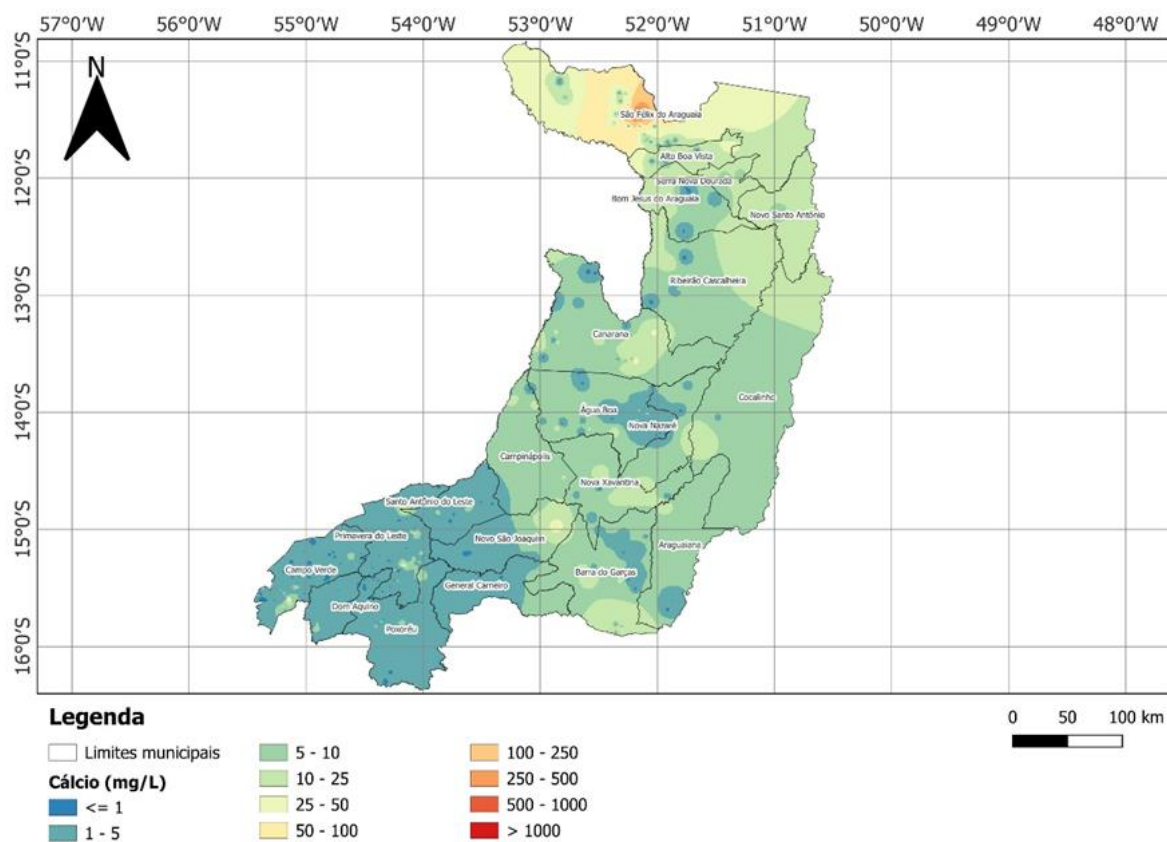 57°0'O 56°0'O 55°0'O 54°0'O 53°0'O 52°0'O 51°0'O 50°0'O 49°0'O 48°0'O
N
11°0'S
São Félix do Araguaia
Alto Boa Vista
12°0'S
Serra Nova Dourada
Bom Jesus do Araguaia
Novo Santo Antônio
Ribeirão Cascalheira
13°0'S
Canarana
Cocalinho
14°0'S
Água Boa
Nova Nazaré
Campinápolis
Nova Xavantina
Santo Antônio do Leste
15°0'S
Primavera do Leste
Novo São Joaquim
Araguaiana
Campo Verde
Barra do Garças
General Carneiro
Dom Aquino
Poxoréu
16°0'S
Legenda
Limites municipais
Cálcio (mg/L)
<= 1
1 - 5
5 - 10
10 - 25
25 - 50
50 - 100
100 - 250
250 - 500
500 - 1000
> 1000
0 50 100 km